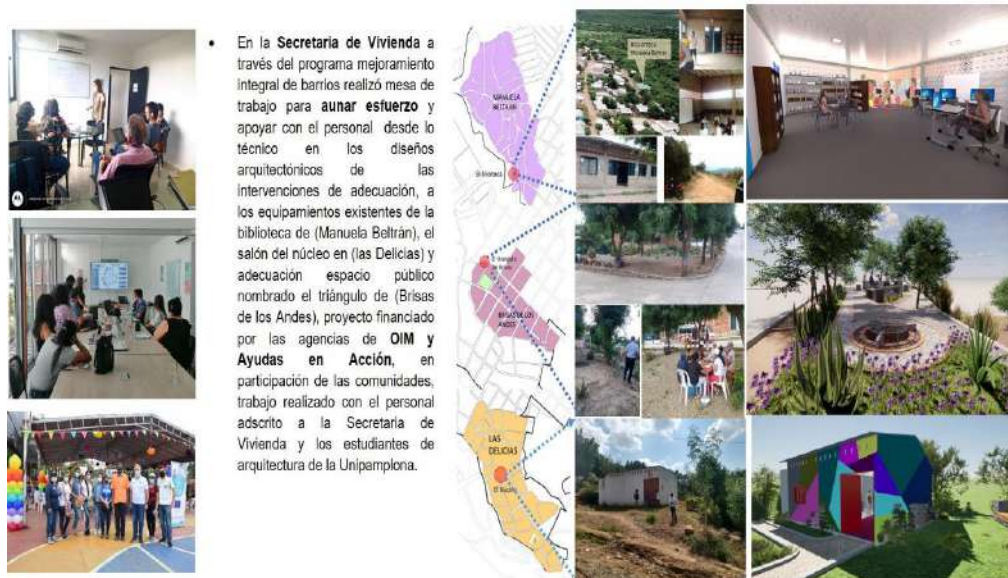 • En la Secretaria de Vivienda a
través del programa mejoramiento
integral de barrios realizó mesa de
trabajo para aunar esfuerzo y
apoyar con el personal desde lo
técnico en los diseños
arquitectónicos de las
intervenciones de adecuación, a
los equipamientos existentes de la
biblioteca de (Manuela Beltrán), el
salón del núcleo en (las Delicias) y
adecuación espacio público
nombrado el triángulo de (Brisas
de los Andes), proyecto financiado
por las agencias de OIM y
Ayudas en Acción, en
participación de las comunidades,
trabajo realizado con el personal
adscrito a la Secretaria de
Vivienda y los estudiantes de
arquitectura de la Unipamplona.
MANUELA
BELTRÁN
BRISAS DE LOS
ANDES
LAS
DELICIAS